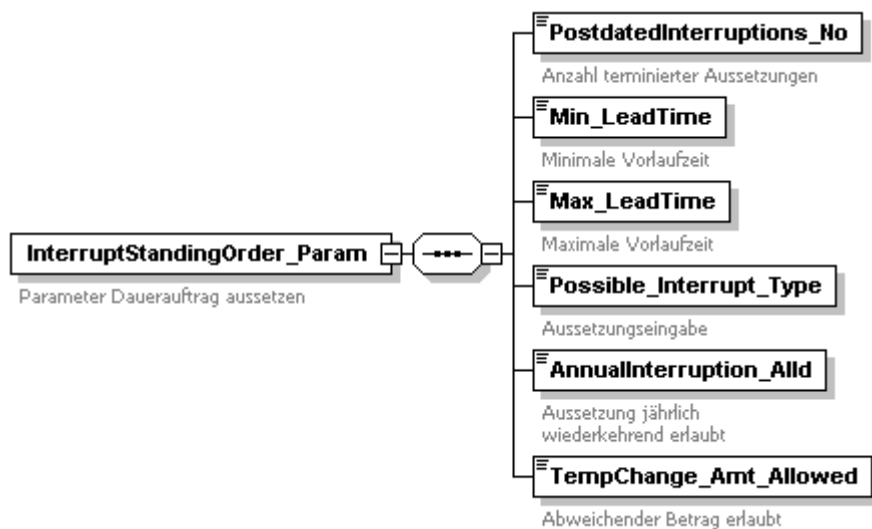 PostdatedInterruptions_No
Anzahl terminierter Aussetzungen
Min_LeadTime
Minimale Vorlaufzeit
Max_LeadTime
Maximale Vorlaufzeit
InterruptStandingOrder_Param
Parameter Dauerauftrag aussetzen
Possible_Interrupt_Type
Aussetzungseingabe
AnnualInterruption_Alld
Aussetzung jährlich
wiederkehrend erlaubt
TempChange_Amt_Allowed
Abweichender Betrag erlaubt